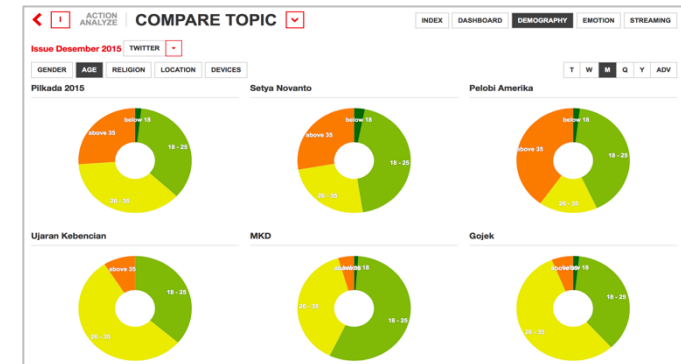 I ACTION ANALYZE COMPARE TOPIC INDEX DASHBOARD DEMOGRAPHY EMOTION STREAMING
Issue Desember 2015 TWITTER
GENDER AGE RELIGION LOCATION DEVICES T W M Q Y ADV
Pilkada 2015 Setya Novanto Pelobi Amerika
below 18 below 18 below 18
above 35 above 35 above 35
18 - 25 18 - 25 18 - 25
26 - 35 26 - 35 26 - 35
Ujaran Kebencian MKD Gojek
above 35 18 18
18 - 25 18 - 25 18 - 25
26 - 35 26 - 35 26 - 35